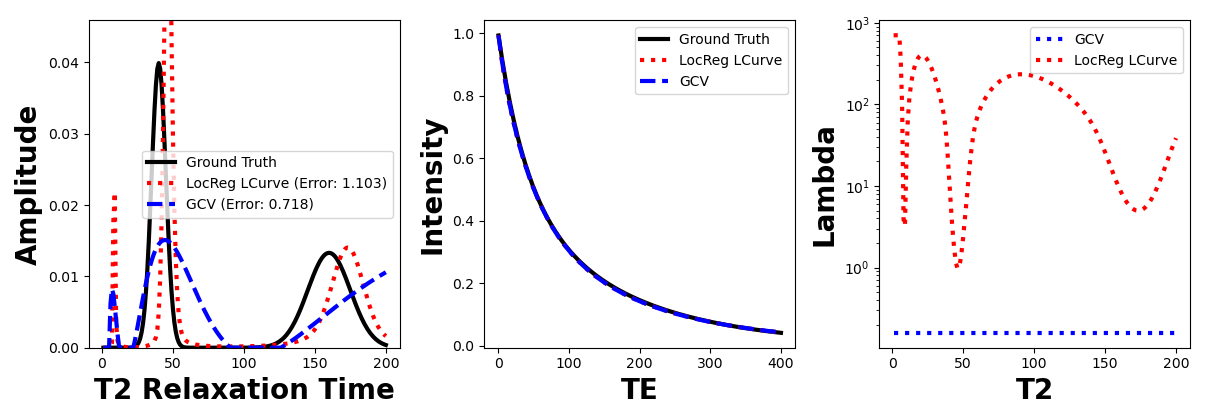 Amplitude
0.04
0.03
0.02
0.01
0.00
Ground Truth
LocReg LCurve (Error: 1.103)
GCV (Error: 0.718)
0 50 100 150 200
T2 Relaxation Time
Intensity
1.0
0.8
0.6
0.4
0.2
0.0
Ground Truth
LocReg LCurve
GCV
0 100 200 300 400
TE
Lambda
10³
10²
10¹
10⁰
GCV
LocReg LCurve
0 50 100 150 200
T2